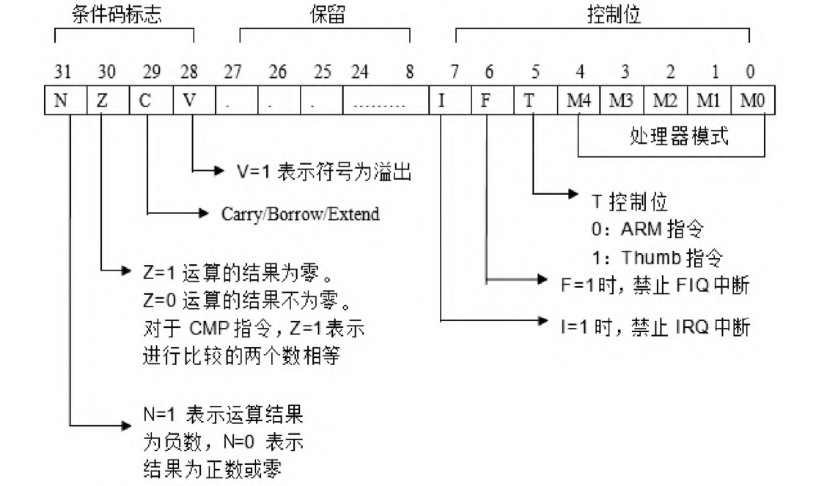 条件码标志 保留 控制位
31 30 29 28 27 26 25 24 8 7 6 5 4 3 2 1 0
N Z C V . . . ......... I F T M4 M3 M2 M1 M0
处理器模式
V=1 表示符号为溢出
Carry/Borrow/Extend
T 控制位
0：ARM 指令
1：Thumb 指令
Z=1 运算的结果为零。
Z=0 运算的结果不为零。
对于 CMP 指令，Z=1表示
进行比较的两个数相等
F=1时，禁止 FIQ 中断
I=1 时，禁止 IRQ 中断
N=1 表示运算结果
为负数，N=0 表示
结果为正数或零